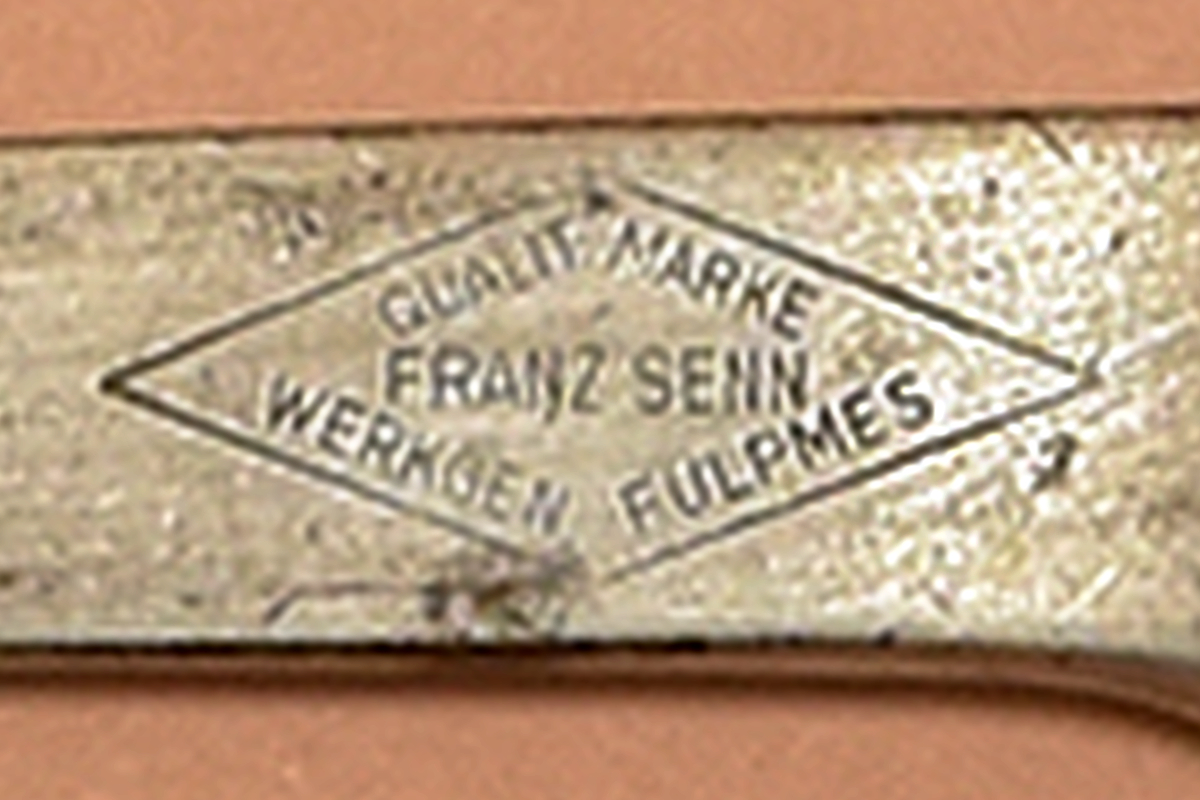 QUALIT MARKE
FRANZ SENN
WERKGEN FULPMES